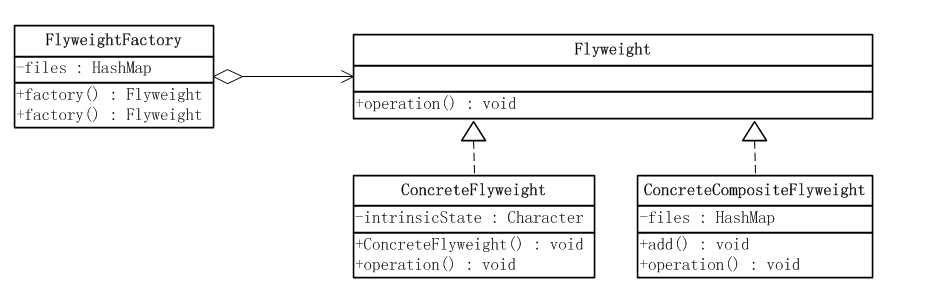 FlyweightFactory
-files : HashMap
+factory() : Flyweight
+factory() : Flyweight
Flyweight
+operation() : void
ConcreteFlyweight
-intrinsicState : Character
+ConcreteFlyweight() : void
+operation() : void
ConcreteCompositeFlyweight
-files : HashMap
+add() : void
+operation() : void